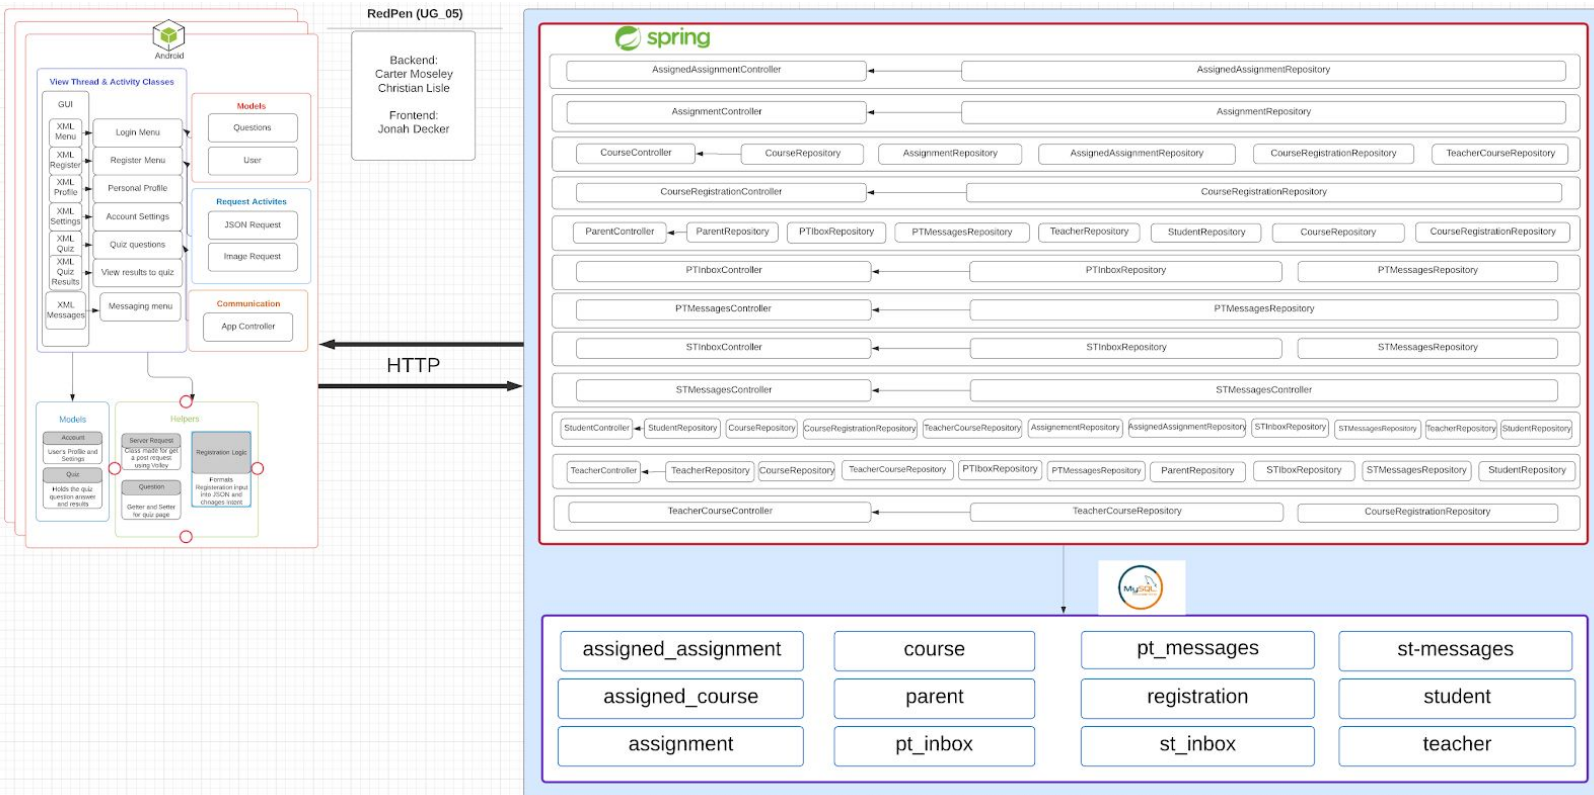 RedPen (UG_05)
Backend:
Carter Moseley
Christian Lisle
Frontend:
Jonah Decker
Android
View Thread & Activity Classes
GUI
XML
Menu
Login Menu
XML
Register
Register Menu
XML
Profile
Personal Profile
XML
Settings
Account Settings
XML
Quiz
Quiz questions
XML
Quiz
Results
View results to quiz
XML
Messages
Messaging menu
Models
Questions
User
Request Activites
JSON Request
Image Request
Communication
App Controller
Models
Account
User's Profile and
Settings
Quiz
Holds the quiz
question answer
and results
Helpers
Server Request
Class made for get
a post request
using Volley
Question
Getter and Setter
for quiz page
Registration Logic
Formats
Registeration input
into JSON and
chnages intent
HTTP
spring
AssignedAssignmentController
AssignedAssignmentRepository
AssignmentController
AssignmentRepository
CourseController
CourseRepository
AssignmentRepository
AssignedAssignmentRepository
CourseRegistrationRepository
TeacherCourseRepository
CourseRegistrationController
CourseRegistrationRepository
ParentController
ParentRepository
PTIboxRepository
PTMessagesRepository
TeacherRepository
StudentRepository
CourseRepository
CourseRegistrationRepository
PTInboxController
PTInboxRepository
PTMessagesRepository
PTMessagesController
PTMessagesRepository
STInboxController
STInboxRepository
STMessagesRepository
STMessagesController
STMessagesController
StudentController
StudentRepository
CourseRepository
CourseRegistrationRepository
TeacherCourseRepository
AssignementRepository
AssignedAssignmentRepository
STInboxRepository
STMessagesRepository
TeacherRepository
StudentRepository
TeacherController
TeacherRepository
CourseRepository
TeacherCourseRepository
PTIboxRepository
PTMessagesRepository
ParentRepository
STIboxRepository
STMessagesRepository
StudentRepository
TeacherCourseController
TeacherCourseRepository
CourseRegistrationRepository
MySQL
assigned_assignment
course
pt_messages
st-messages
assigned_course
parent
registration
student
assignment
pt_inbox
st_inbox
teacher